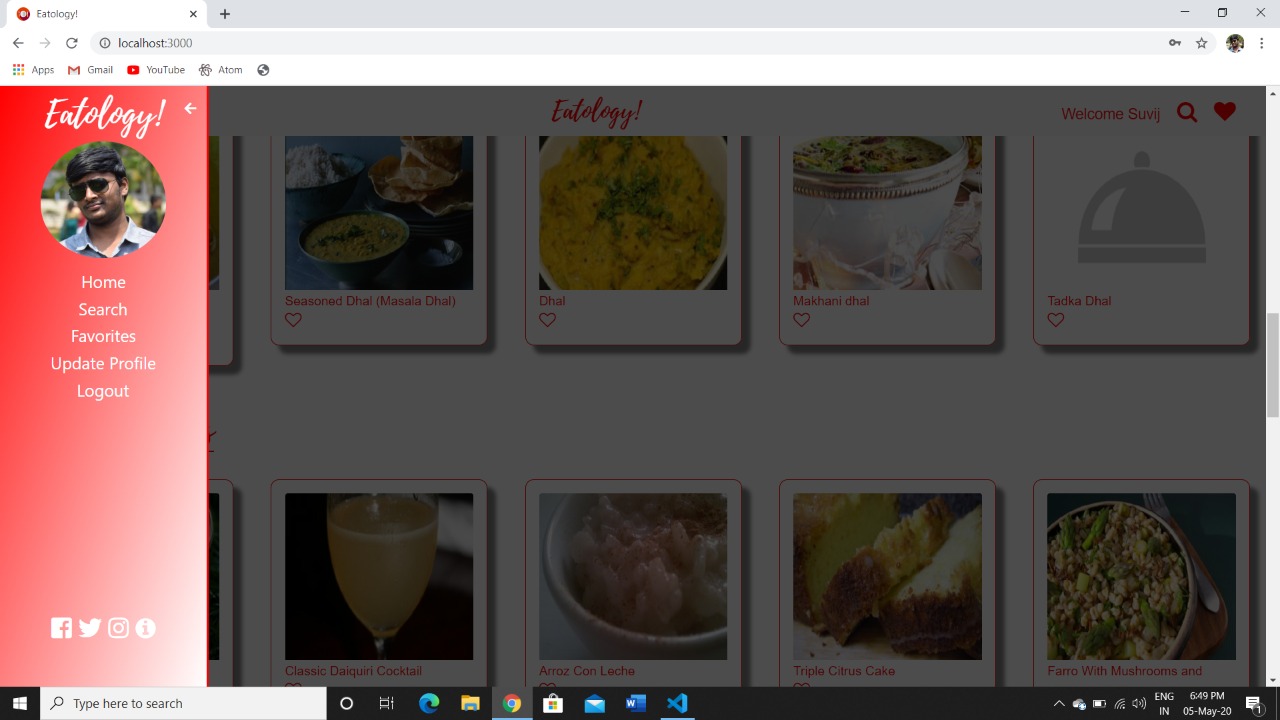 Eatology!
localhost:3000
Apps
Gmail
YouTube
Atom
Eatology!
Eatology!
Welcome Suvij
Home
Search
Favorites
Update Profile
Logout
Seasoned Dhal (Masala Dhal)
Dhal
Makhani dhal
Tadka Dhal
Classic Daiquiri Cocktail
Arroz Con Leche
Triple Citrus Cake
Farro With Mushrooms and
Type here to search
ENG
IN
6:49 PM
05-May-20
1